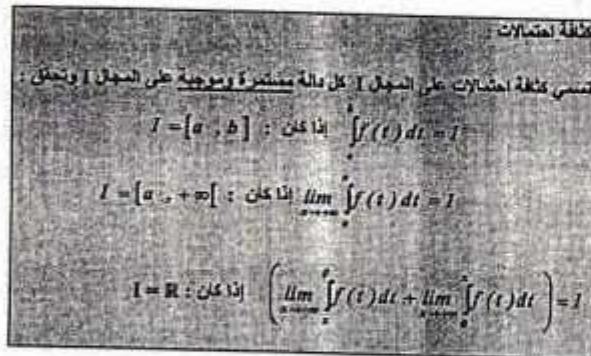 كثافة احتمالات :
نسمي كثافة احتمالات على المجال I كل دالة مستمرة وموجبة على المجال I وتحقق :
∫ f(t) dt = 1 إذا كان : I = [a , b]
lim ∫ f(t) dt = 1 إذا كان : I = [a , +∞[
( lim ∫ f(t) dt + lim ∫ f(t) dt ) = 1 إذا كان : I = ℝ